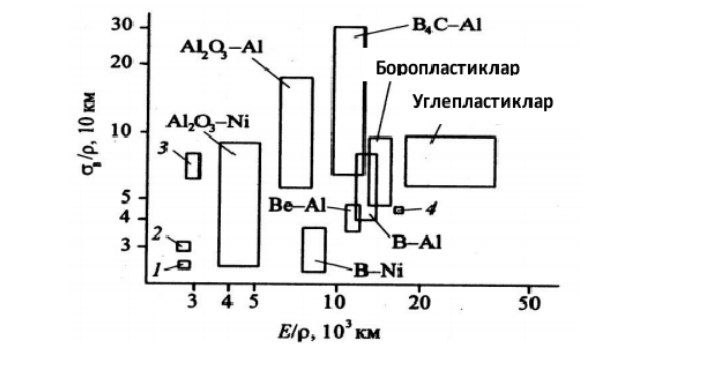 σв/ρ, 10 км
30
20
10
5
4
3
B₄C–Al
Al₂O₃–Al
Боропластиклар
Углепластиклар
Al₂O₃–Ni
3
Be–Al
4
2
B–Al
1
B–Ni
3 4 5 10 20 50
E/ρ, 10³ км